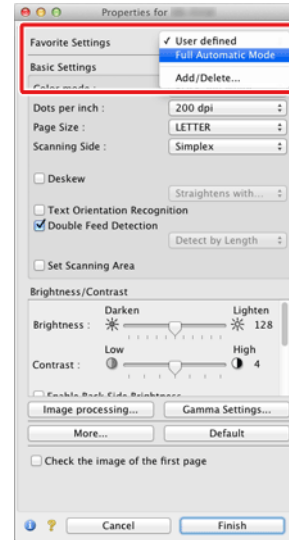 Properties for
Favorite Settings
✓ User defined
Full Automatic Mode
Add/Delete...
Basic Settings
Dots per inch : 200 dpi
Page Size : LETTER
Scanning Side : Simplex
Deskew
Straightens with...
Text Orientation Recognition
Double Feed Detection
Detect by Length
Set Scanning Area
Brightness/Contrast
Darken Lighten
Brightness : 128
Low High
Contrast : 4
Image processing... Gamma Settings...
More... Default
Check the image of the first page
Cancel Finish